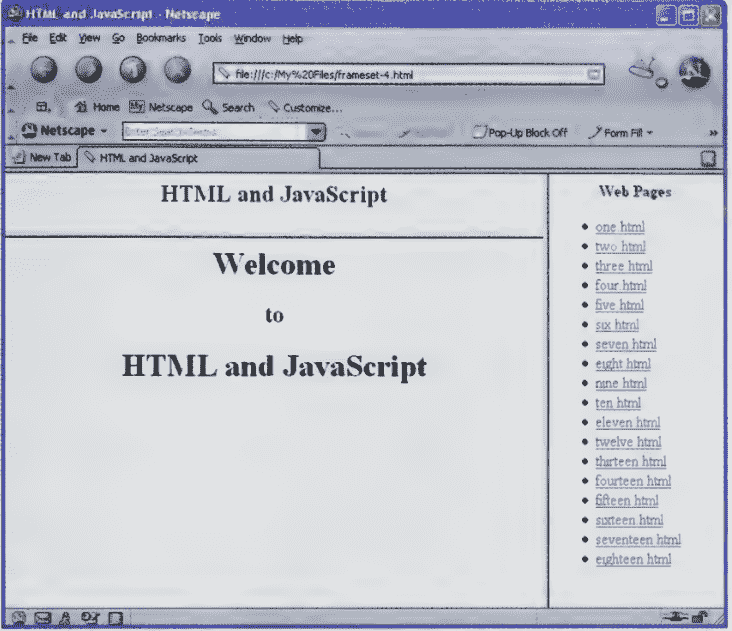 HTML and JavaScript - Netscape
File Edit View Go Bookmarks Tools Window Help
file:///c:/My%20Files/frameset-4.html
Home My Netscape Search Customize...
Netscape Pop-Up Block Off Form Fill »
New Tab HTML and JavaScript
HTML and JavaScript
Welcome
to
HTML and JavaScript
Web Pages
• one html
• two html
• three html
• four.html
• five html
• six html
• seven html
• eight html
• nine html
• ten html
• eleven html
• twelve html
• thirteen html
• fourteen html
• fifteen html
• sixteen.html
• seventeen html
• eighteen html